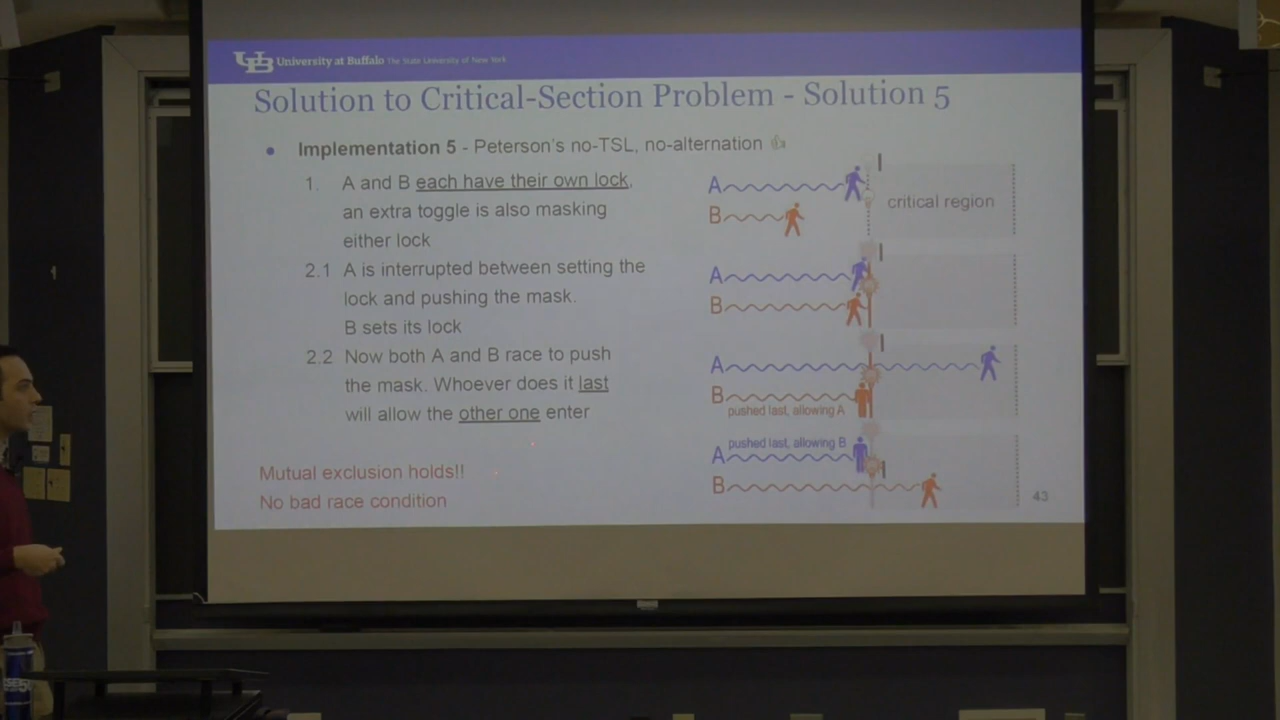 UB University at Buffalo The State University of New York
Solution to Critical-Section Problem - Solution 5
Implementation 5 - Peterson's no-TSL, no-alternation 👍
1. A and B each have their own lock,
an extra toggle is also masking
either lock
2.1 A is interrupted between setting the
lock and pushing the mask.
B sets its lock
2.2 Now both A and B race to push
the mask. Whoever does it last
will allow the other one enter
Mutual exclusion holds!!
No bad race condition
A
B
critical region
A
B
A
B
pushed last, allowing A
pushed last, allowing B
A
B
43